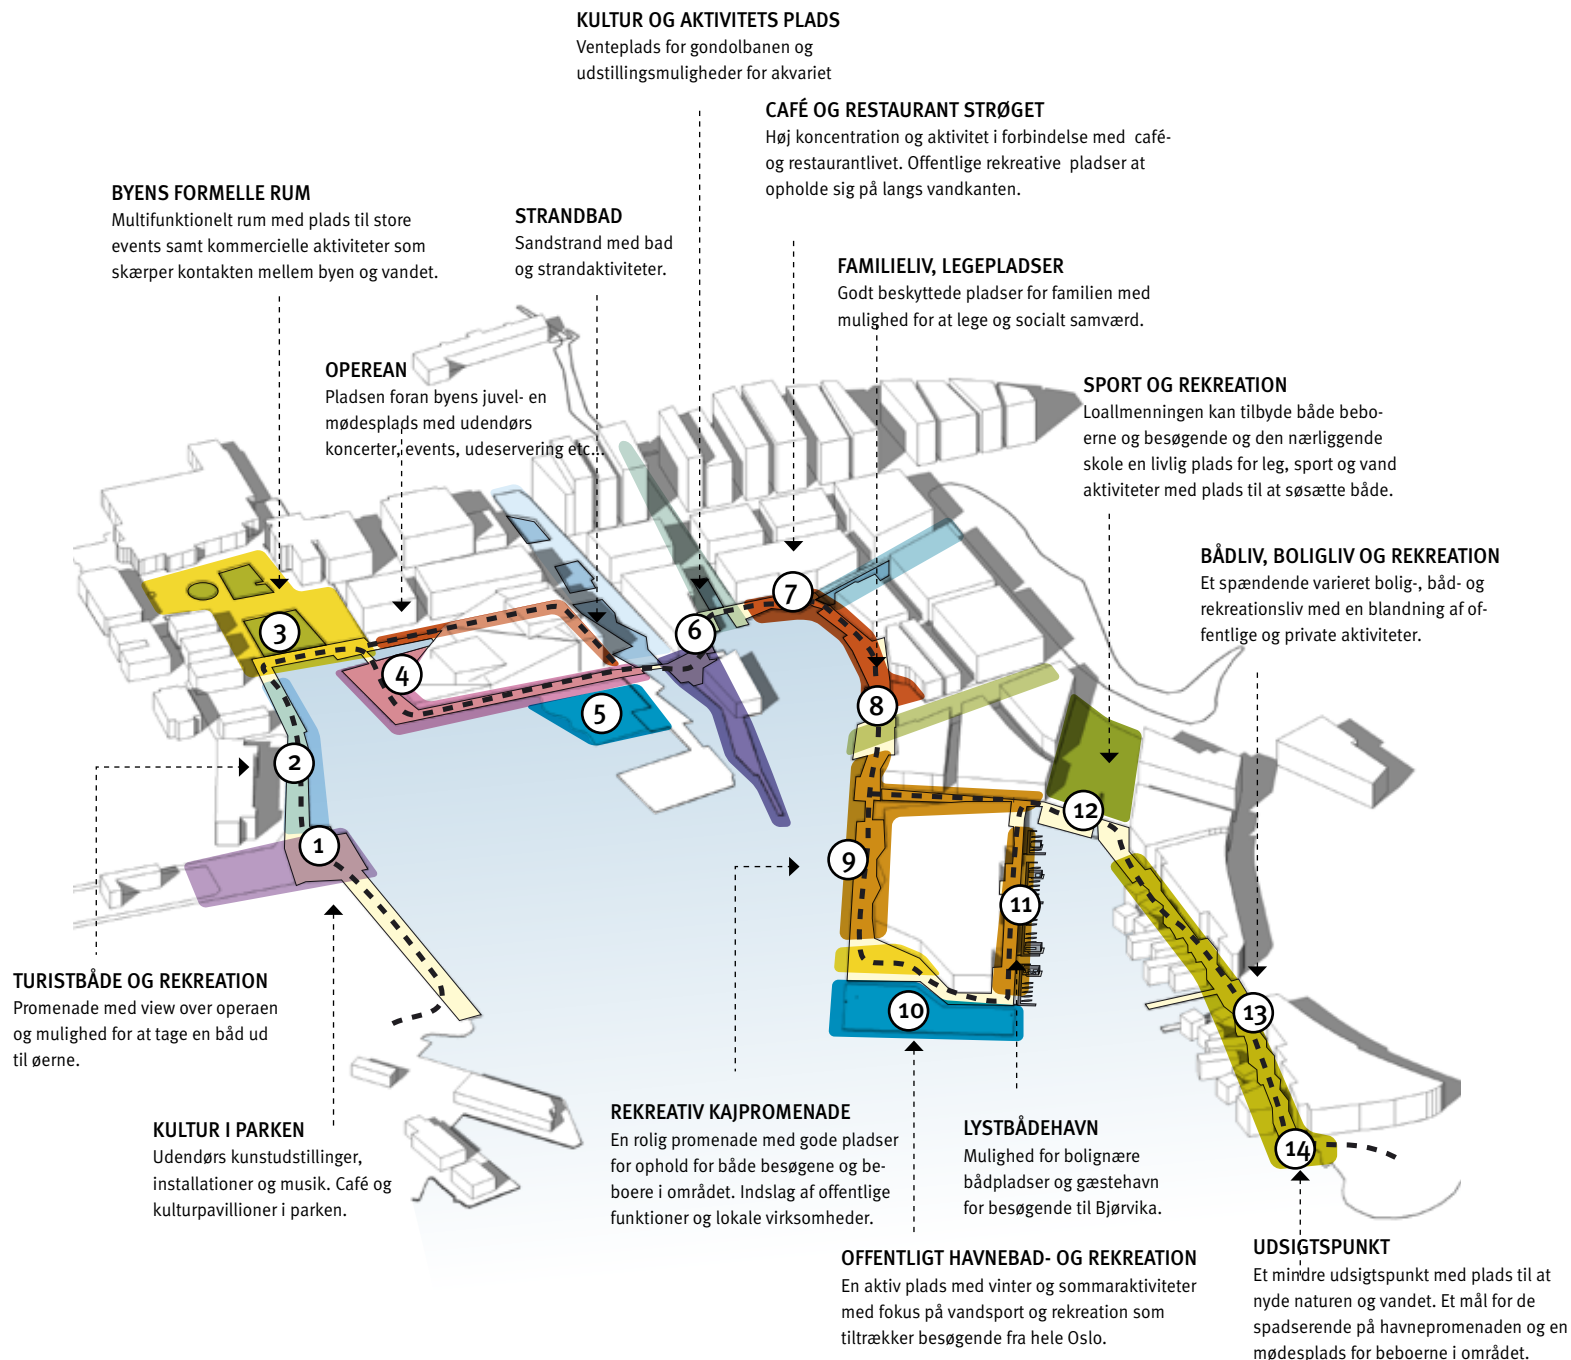 KULTUR OG AKTIVITETS PLADS
Venteplads for gondolbanen og
udstillingsmuligheder for akvariet
CAFÉ OG RESTAURANT STRØGET
Høj koncentration og aktivitet i forbindelse med café-
og restaurantlivet. Offentlige rekreative pladser at
opholde sig på langs vandkanten.
BYENS FORMELLE RUM
Multifunktionelt rum med plads til store
events samt kommercielle aktiviteter som
skærper kontakten mellem byen og vandet.
STRANDBAD
Sandstrand med bad
og strandaktiviteter.
FAMILIELIV, LEGEPLADSER
Godt beskyttede pladser for familien med
mulighed for at lege og socialt samværd.
OPEREAN
Pladsen foran byens juvel- en
mødesplads med udendørs
koncerter, events, udeservering etc...
SPORT OG REKREATION
Loallmenningen kan tilbyde både bebo-
erne og besøgende og den nærliggende
skole en livlig plads for leg, sport og vand
aktiviteter med plads til at søsætte både.
BÅDLIV, BOLIGLIV OG REKREATION
Et spændende varieret bolig-, båd- og
rekreationsliv med en blandning af of-
fentlige og private aktiviteter.
7
3
6
4
8
5
2
12
1
9
11
10
13
14
TURISTBÅDE OG REKREATION
Promenade med view over operaen
og mulighed for at tage en båd ud
til øerne.
KULTUR I PARKEN
Udendørs kunstudstillinger,
installationer og musik. Café og
kulturpavillioner i parken.
REKREATIV KAJPROMENADE
En rolig promenade med gode pladser
for ophold for både besøgene og be-
boere i området. Indslag af offentlige
funktioner og lokale virksomheder.
LYSTBÅDEHAVN
Mulighed for bolignære
bådpladser og gæstehavn
for besøgende til Bjørvika.
OFFENTLIGT HAVNEBAD- OG REKREATION
En aktiv plads med vinter og sommaraktiviteter
med fokus på vandsport og rekreation som
tiltrækker besøgende fra hele Oslo.
UDSIGTSPUNKT
Et mindre udsigtspunkt med plads til at
nyde naturen og vandet. Et mål for de
spadserende på havnepromenaden og en
mødesplads for beboerne i området.